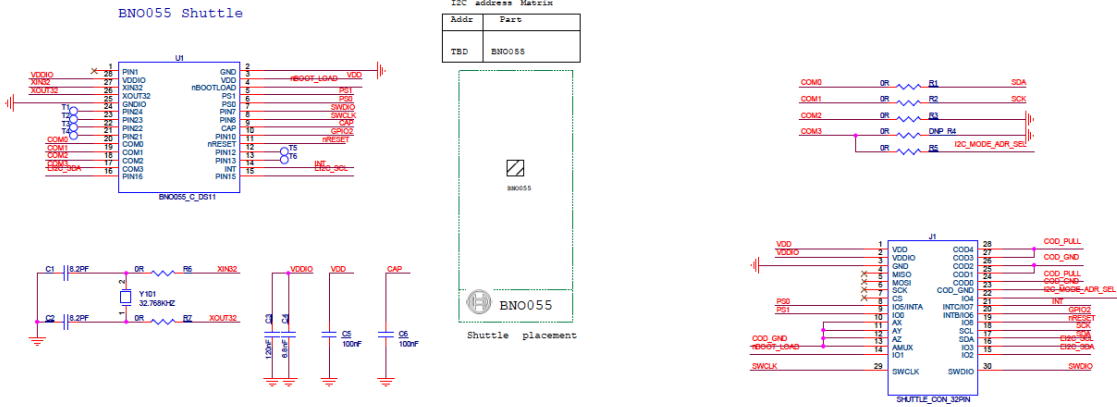 BNO055 Shuttle
I2C address Matrix
Addr Part
TBD BNO055
U1
1 PIN1 GND 2
VDDIO 28 VDDIO VDD 3 VDD
XIN32 27 XIN32 nBOOTLOAD 4 nBOOT_LOAD
XOUT32 26 XOUT32 PS1 5 PS1
25 GNDIO PS0 6 PS0
T1 24 PIN24 PIN7 7 SWDIO
T2 23 PIN23 PIN8 8 SWCLK
T3 22 PIN22 CAP 9 CAP
T4 21 PIN21 PIN10 10 GPIO2
COM0 20 COM0 nRESET 11 nRESET
COM1 19 COM1 PIN12 12 T5
COM2 18 COM2 PIN13 13 T6
COM3 17 COM3 INT 14 INT
EI2C_SDA 16 PIN16 PIN15 15 EI2C_SCL
BNO055_C_DS11
BNO055
BNO055
Shuttle placement
COM0 0R R1 SDA
COM1 0R R2 SCK
COM2 0R R3
COM3 0R DNP R4
0R R5 I2C_MODE_ADR_SEL
C1 8.2PF 0R R6 XIN32
2
Y101
32.768KHZ
1
C2 8.2PF 0R R7 XOUT32
VDDIO VDD CAP
C3 120nF
C4 6.8nF
C5 100nF
C6 100nF
J1
VDD 1 VDD COD4 28 COD_PULL
VDDIO 2 VDDIO COD3 27 COD_GND
3 GND COD2 26
4 MISO COD1 25 COD_PULL
5 MOSI COD0 24 COD_GND
6 SCK COD_GND 23 I2C_MODE_ADR_SEL
7 CS IO4 22
PS0 8 IO5/INTA INTC/IO7 21 INT
PS1 9 IO0 INTB/IO6 20 GPIO2
10 AX IO8 19 nRESET
11 AY SCL 18 SCK
COD_GND 12 AZ SDA 17 SDA
nBOOT_LOAD 13 AMUX IO3 16 EI2C_SCL
14 IO1 IO2 15 EI2C_SDA
SWCLK 29 SWCLK SWDIO 30 SWDIO
SHUTTLE_CON_32PIN